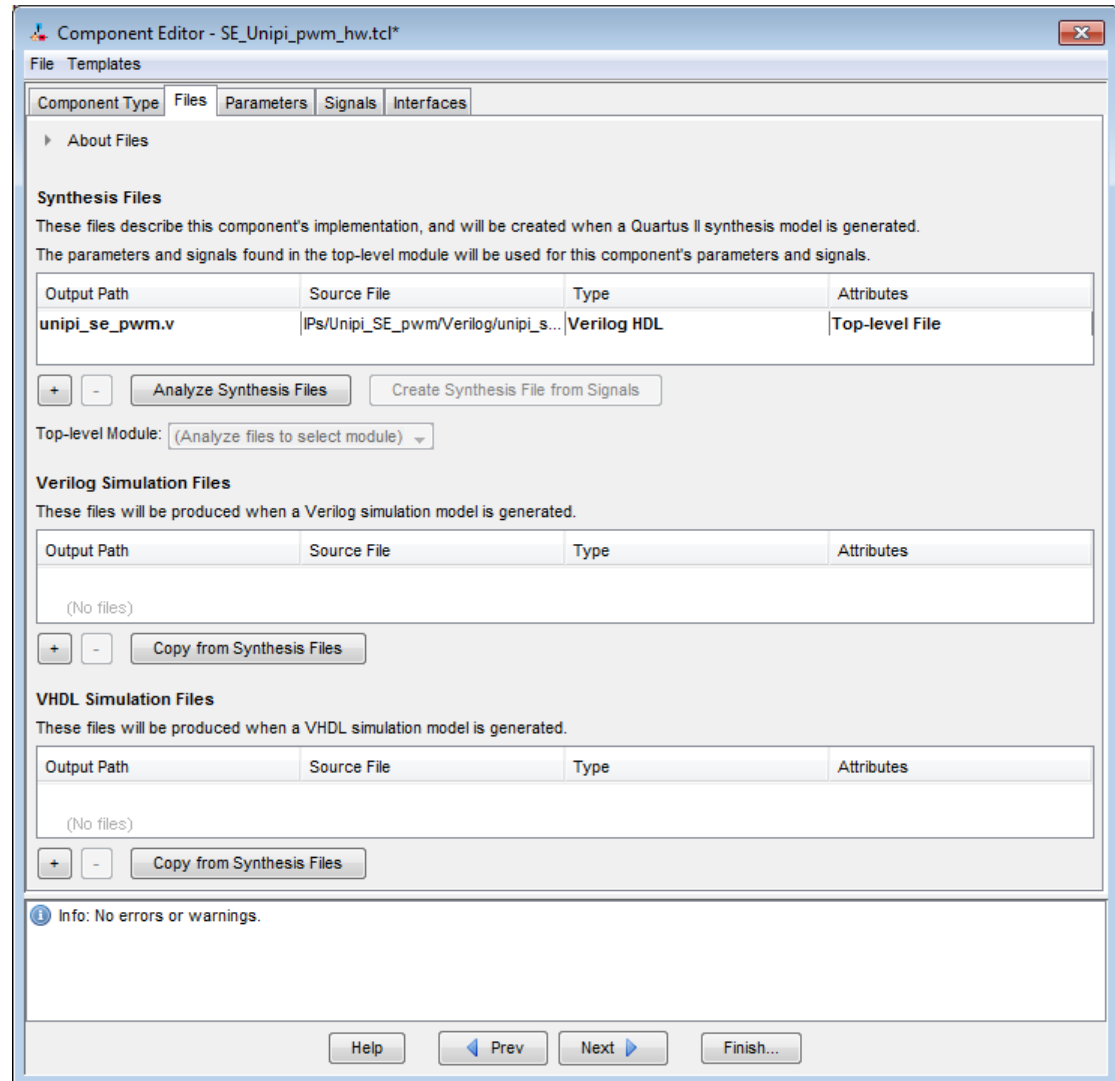 Component Editor - SE_Unipi_pwm_hw.tcl*
File Templates
Component Type Files Parameters Signals Interfaces
About Files
Synthesis Files
These files describe this component's implementation, and will be created when a Quartus II synthesis model is generated.
The parameters and signals found in the top-level module will be used for this component's parameters and signals.
Output Path Source File Type Attributes
unipi_se_pwm.v IPs/Unipi_SE_pwm/Verilog/unipi_s... Verilog HDL Top-level File
+ - Analyze Synthesis Files Create Synthesis File from Signals
Top-level Module: (Analyze files to select module)
Verilog Simulation Files
These files will be produced when a Verilog simulation model is generated.
Output Path Source File Type Attributes
(No files)
+ - Copy from Synthesis Files
VHDL Simulation Files
These files will be produced when a VHDL simulation model is generated.
Output Path Source File Type Attributes
(No files)
+ - Copy from Synthesis Files
Info: No errors or warnings.
Help Prev Next Finish...